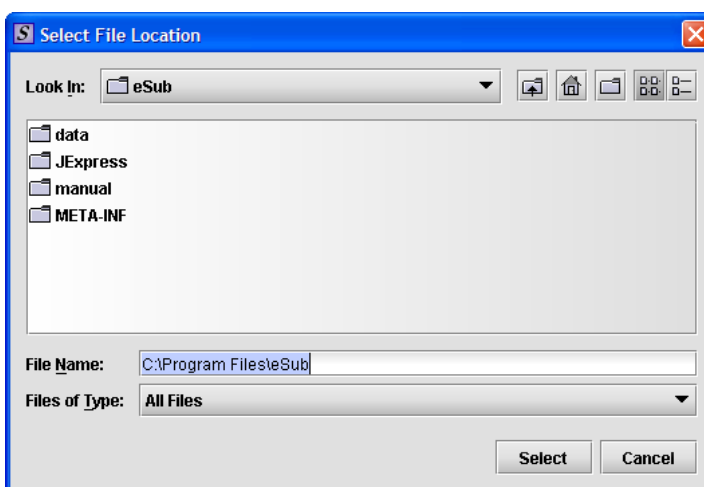 S Select File Location
Look In: eSub
data
JExpress
manual
META-INF
File Name: C:\Program Files\eSub
Files of Type: All Files
Select Cancel